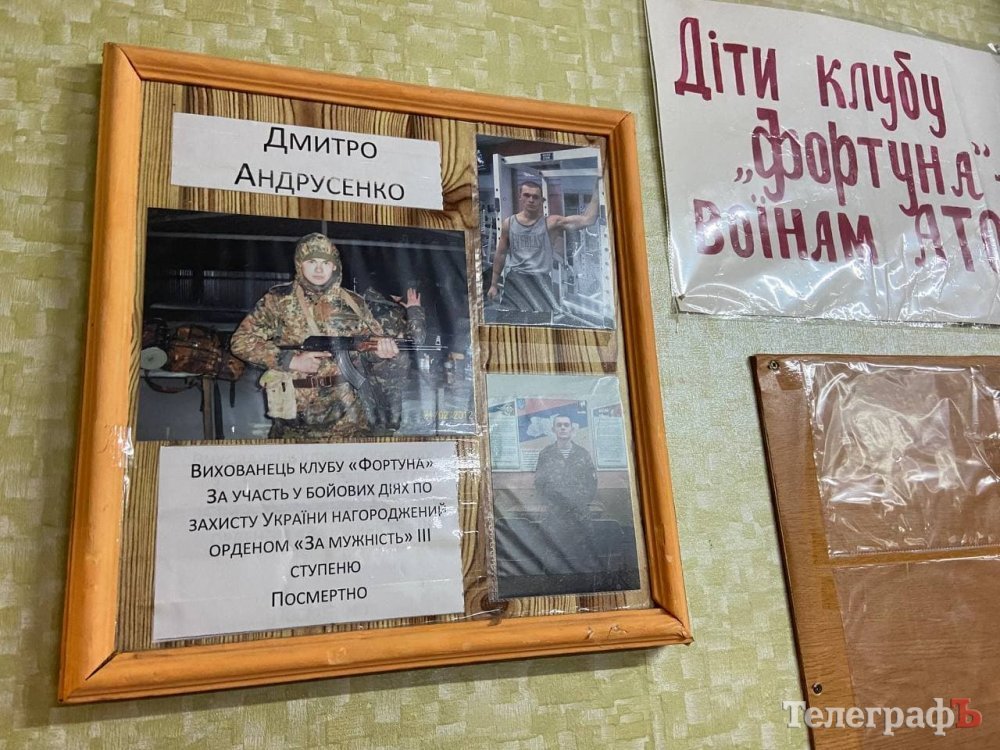 Дмитро
Андрусенко
Вихованець клубу «Фортуна»
За участь у бойових діях по
захисту України нагороджений
орденом «За мужність» III
ступеню
Посмертно
Діти клубу
„Фортуна"-
воїнам АТО
ТелеграфЪ